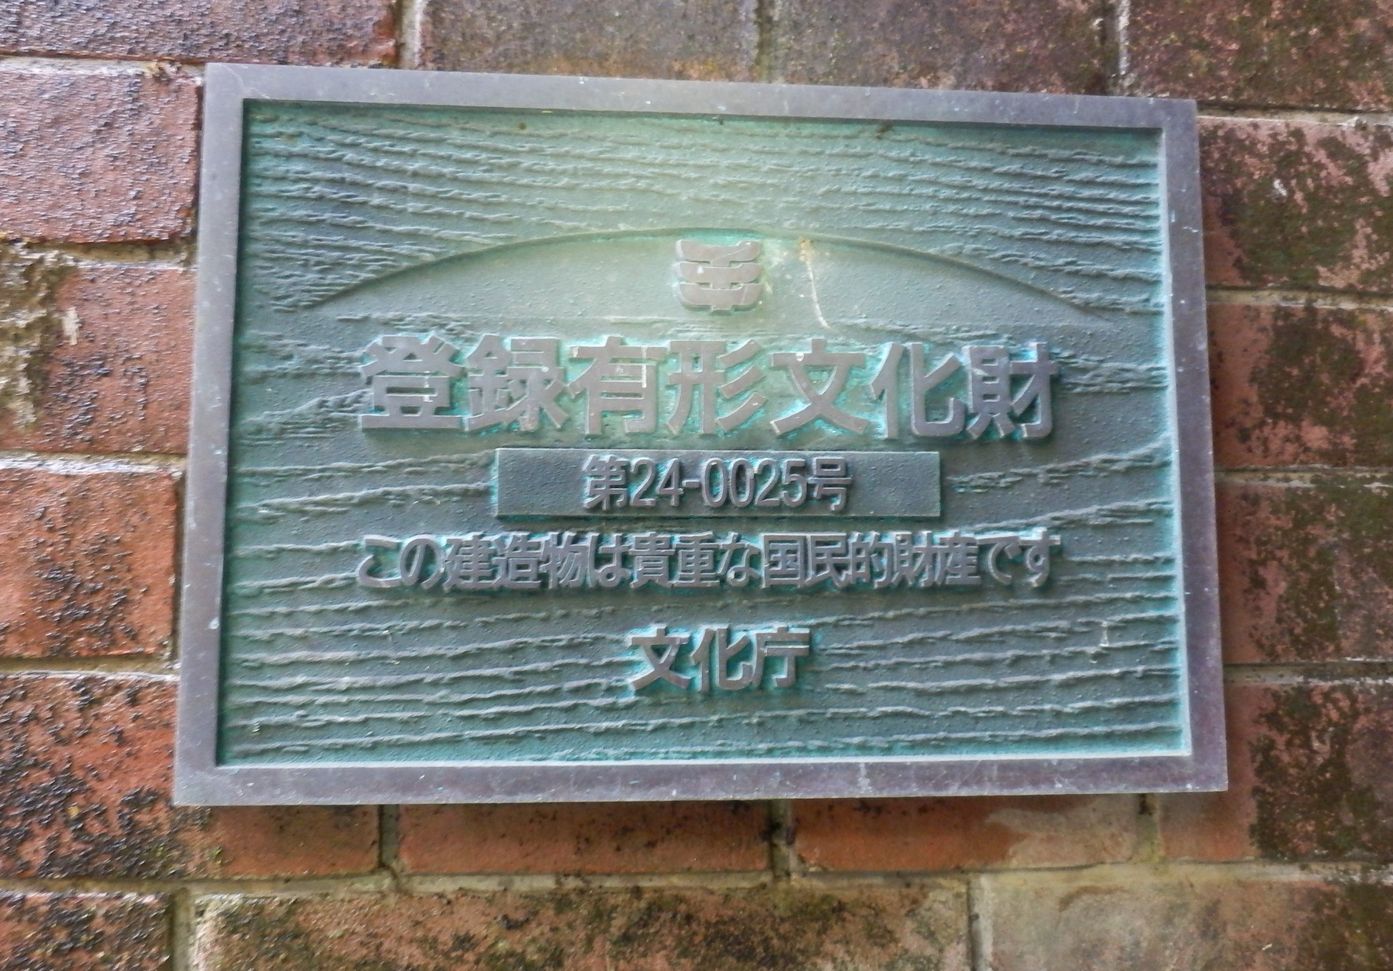 登録有形文化財
第24-0025号
この建造物は貴重な国民的財産です
文化庁